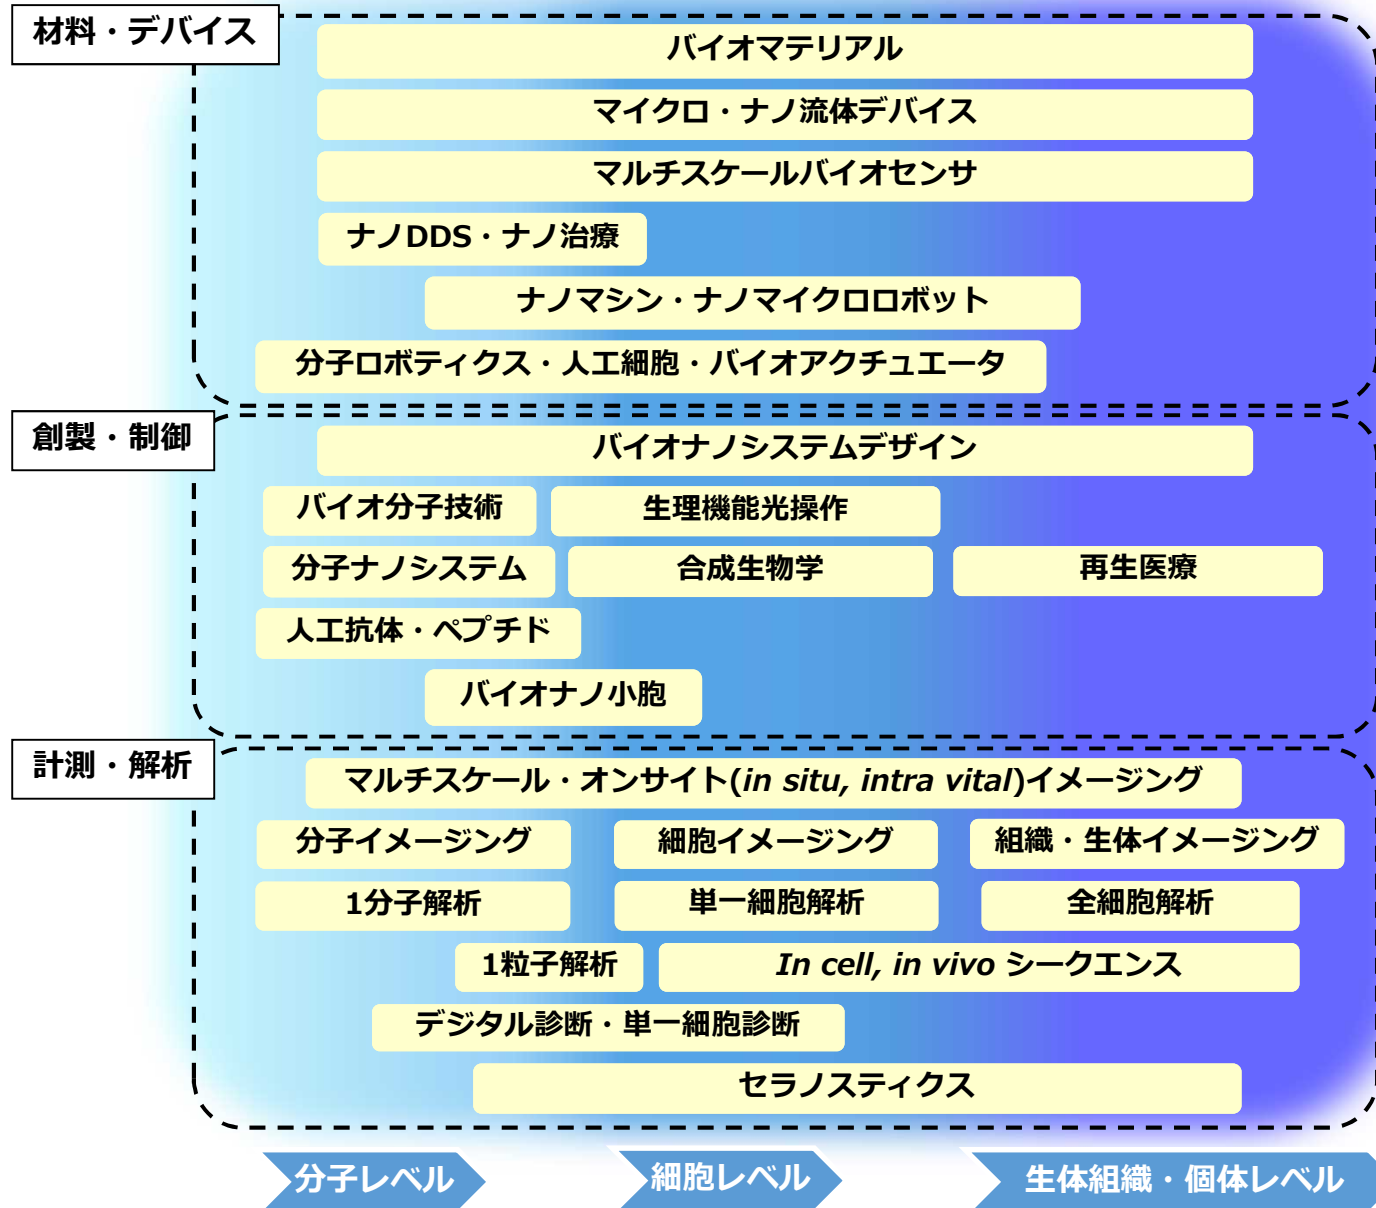 材料・デバイス
バイオマテリアル
マイクロ・ナノ流体デバイス
マルチスケールバイオセンサ
ナノDDS・ナノ治療
ナノマシン・ナノマイクロロボット
分子ロボティクス・人工細胞・バイオアクチュエータ
創製・制御
バイオナノシステムデザイン
バイオ分子技術 生理機能光操作
分子ナノシステム 合成生物学 再生医療
人工抗体・ペプチド
バイオナノ小胞
計測・解析
マルチスケール・オンサイト(in situ, intra vital)イメージング
分子イメージング 細胞イメージング 組織・生体イメージング
1分子解析 単一細胞解析 全細胞解析
1粒子解析 In cell, in vivo シークエンス
デジタル診断・単一細胞診断
セラノスティクス
分子レベル 細胞レベル 生体組織・個体レベル